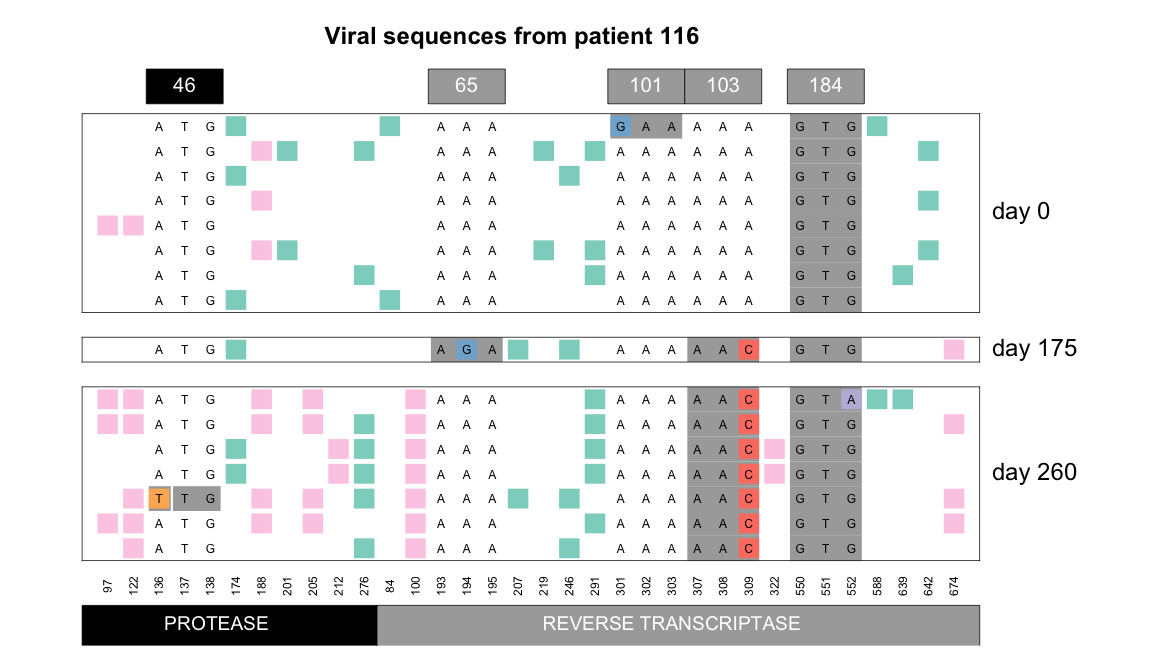 Viral sequences from patient 116
46 65 101 103 184
A T G A A A G A A A A A G T G
A T G A A A A A A A A A G T G
A T G A A A A A A A A A G T G
A T G A A A A A A A A A G T G
A T G A A A A A A A A A G T G
day 0
A T G A A A A A A A A A G T G
A T G A A A A A A A A A G T G
A T G A A A A A A A A A G T G
A T G A G A A A A A A C G T G day 175
A T G A A A A A A A A C G T A
A T G A A A A A A A A C G T G
A T G A A A A A A A A C G T G
A T G A A A A A A A A C G T G day 260
T T G A A A A A A A A C G T G
A T G A A A A A A A A C G T G
A T G A A A A A A A A C G T G
97 122 136 137 138 174 188 201 205 212 276 84 100 193 194 195 207 219 246 291 301 302 303 307 308 309 322 550 551 552 588 639 642 674
PROTEASE REVERSE TRANSCRIPTASE